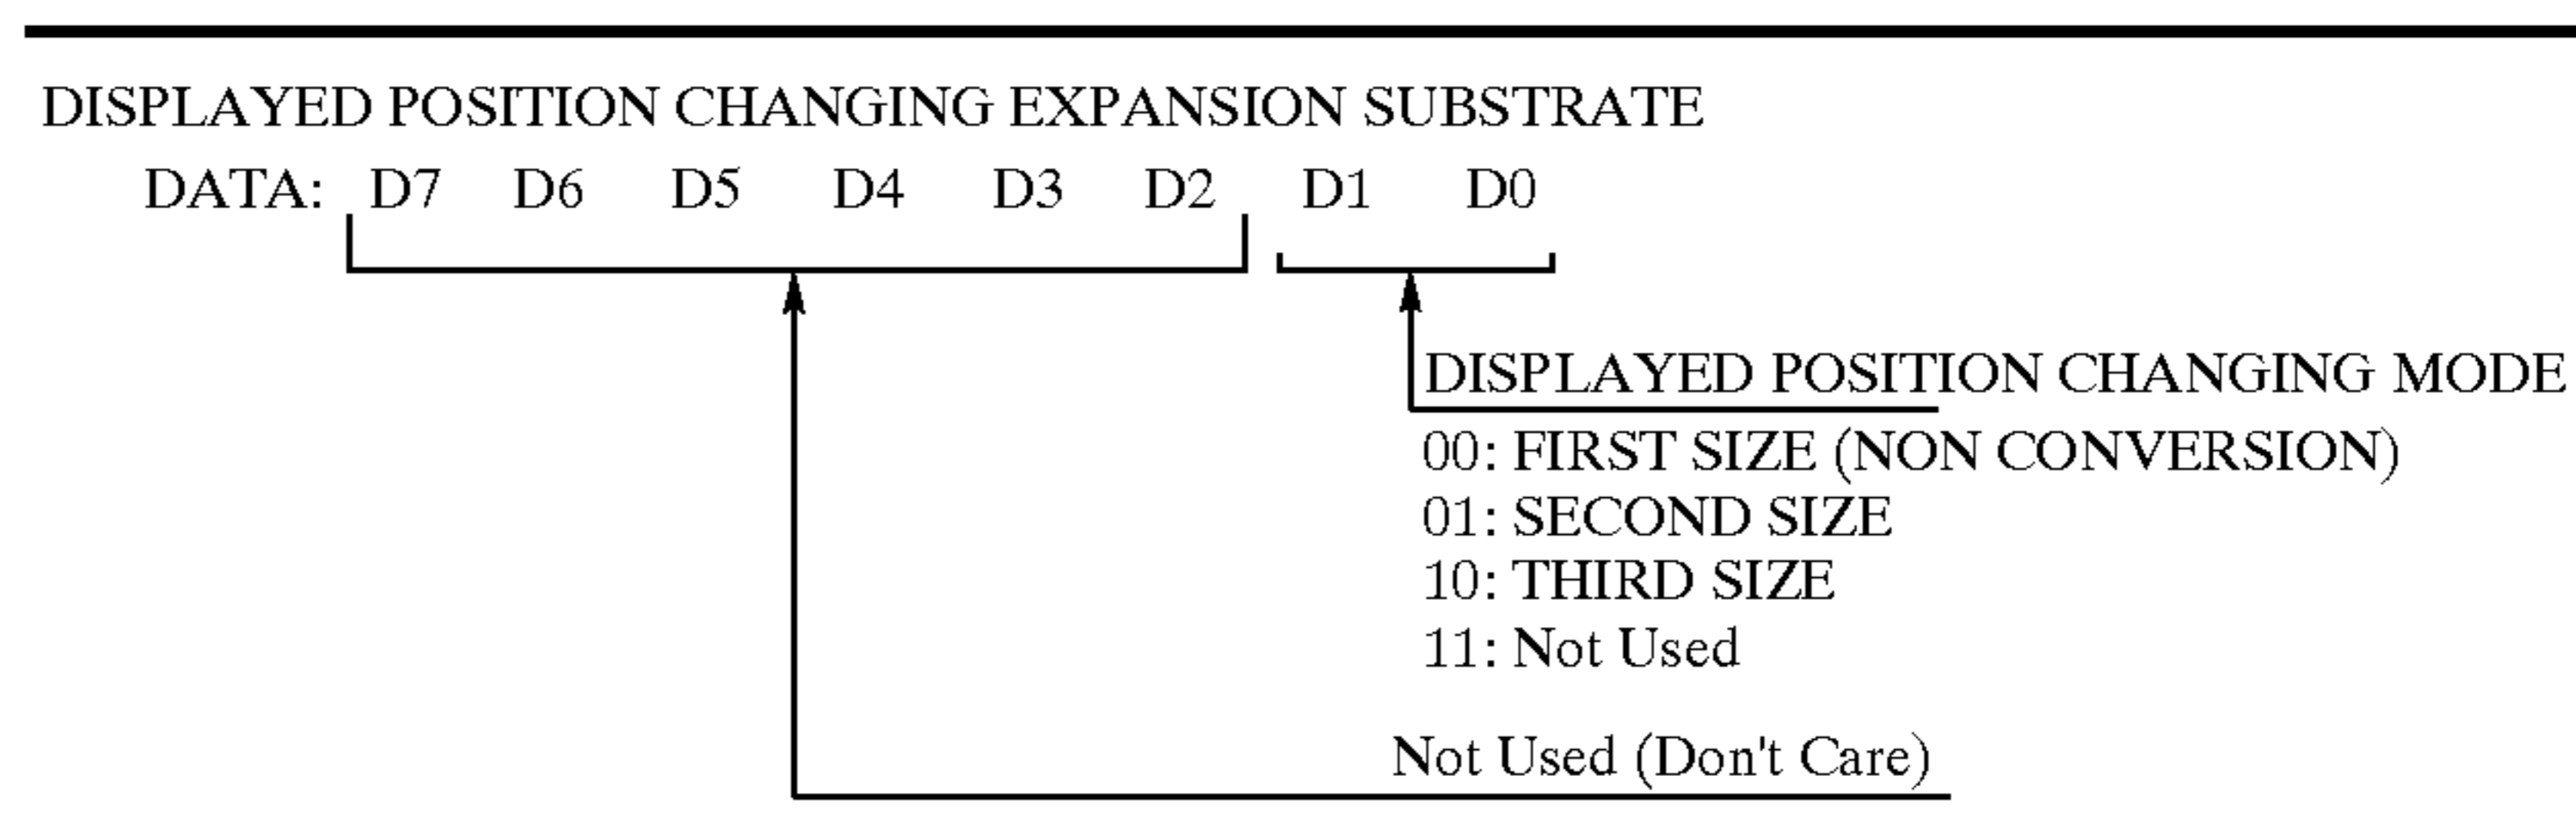 DISPLAYED POSITION CHANGING EXPANSION SUBSTRATE
DATA: D7 D6 D5 D4 D3 D2 D1 D0
DISPLAYED POSITION CHANGING MODE
00: FIRST SIZE (NON CONVERSION)
01: SECOND SIZE
10: THIRD SIZE
11: Not Used
Not Used (Don't Care)